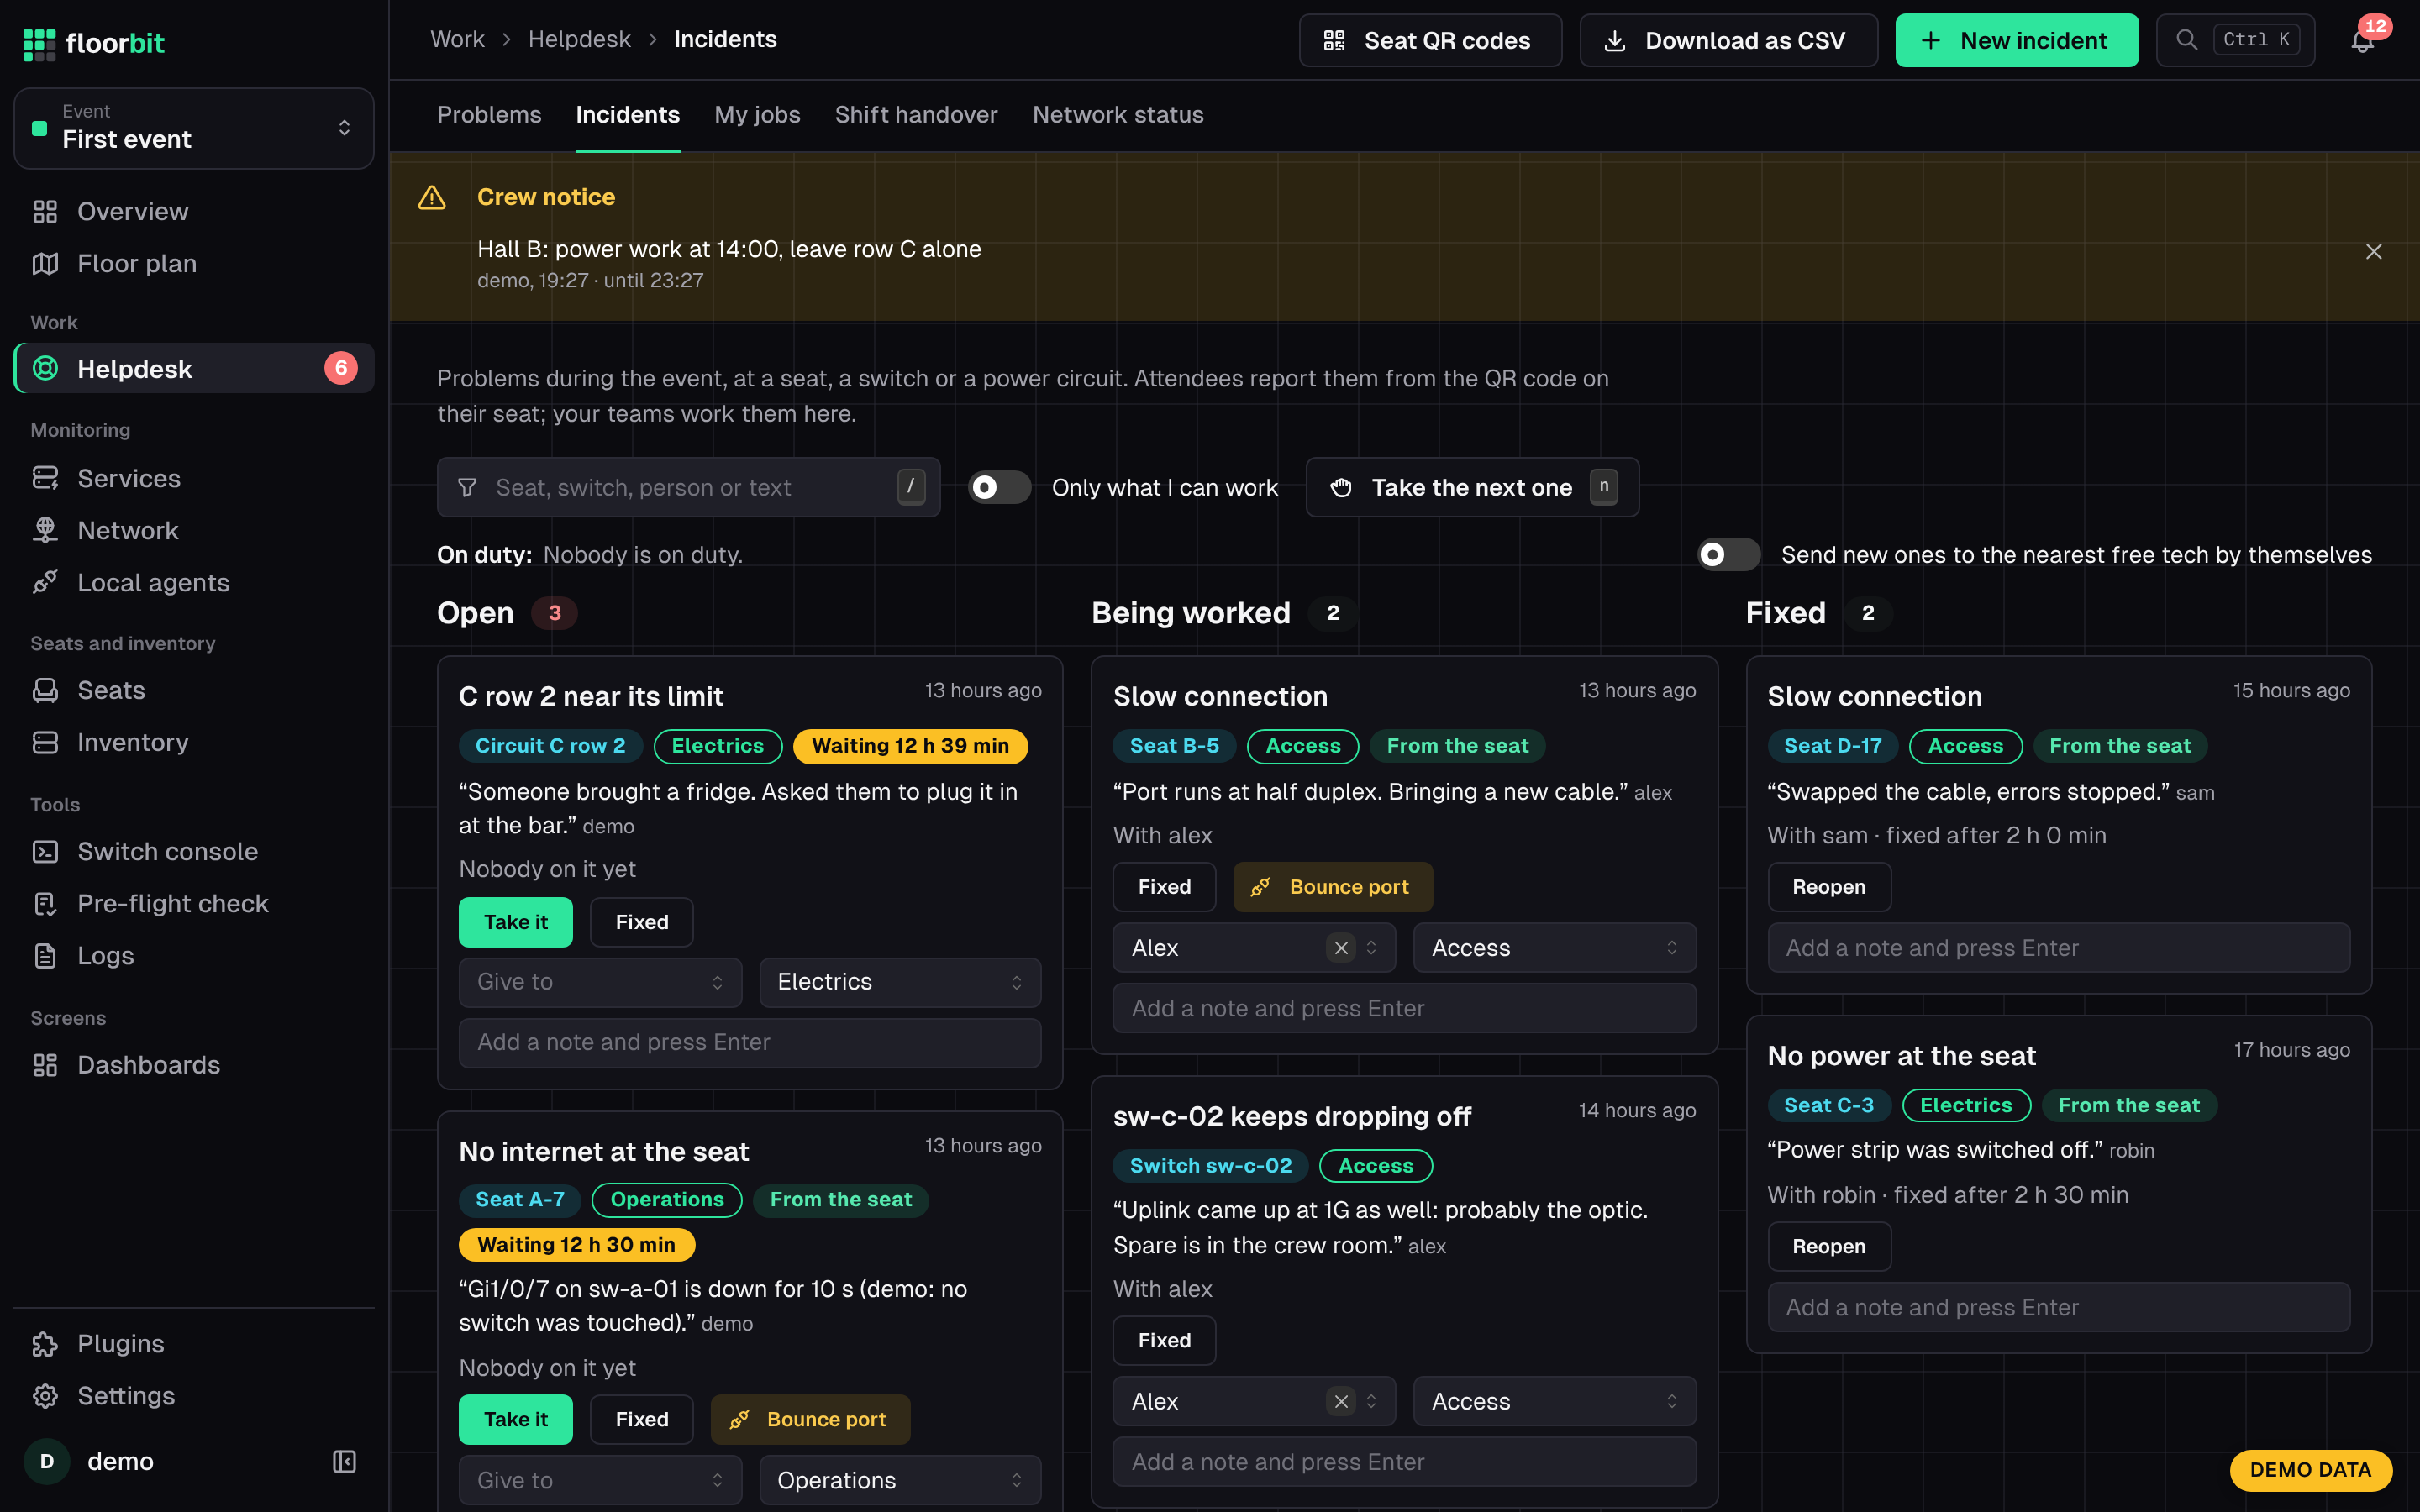 floorbit
Event
First event
Overview
Floor plan
Work
Helpdesk 6
Monitoring
Services
Network
Local agents
Seats and inventory
Seats
Inventory
Tools
Switch console
Pre-flight check
Logs
Screens
Dashboards
Plugins
Settings
D demo
Work Helpdesk Incidents
Seat QR codes
Download as CSV
New incident
Ctrl K
12
Problems Incidents My jobs Shift handover Network status
Crew notice
Hall B: power work at 14:00, leave row C alone
demo, 19:27 · until 23:27
Problems during the event, at a seat, a switch or a power circuit. Attendees report them from the QR code on
their seat; your teams work them here.
Seat, switch, person or text /
Only what I can work
Take the next one n
On duty: Nobody is on duty.
Send new ones to the nearest free tech by themselves
Open 3
C row 2 near its limit 13 hours ago
Circuit C row 2 Electrics Waiting 12 h 39 min
“Someone brought a fridge. Asked them to plug it in
at the bar.” demo
Nobody on it yet
Take it Fixed
Give to Electrics
Add a note and press Enter
No internet at the seat 13 hours ago
Seat A-7 Operations From the seat
Waiting 12 h 30 min
“Gi1/0/7 on sw-a-01 is down for 10 s (demo: no
switch was touched).” demo
Nobody on it yet
Take it Fixed Bounce port
Give to Operations
Being worked 2
Slow connection 13 hours ago
Seat B-5 Access From the seat
“Port runs at half duplex. Bringing a new cable.” alex
With alex
Fixed Bounce port
Alex Access
Add a note and press Enter
sw-c-02 keeps dropping off 14 hours ago
Switch sw-c-02 Access
“Uplink came up at 1G as well: probably the optic.
Spare is in the crew room.” alex
With alex
Fixed
Alex Access
Add a note and press Enter
Fixed 2
Slow connection 15 hours ago
Seat D-17 Access From the seat
“Swapped the cable, errors stopped.” sam
With sam · fixed after 2 h 0 min
Reopen
Add a note and press Enter
No power at the seat 17 hours ago
Seat C-3 Electrics From the seat
“Power strip was switched off.” robin
With robin · fixed after 2 h 30 min
Reopen
Add a note and press Enter
DEMO DATA